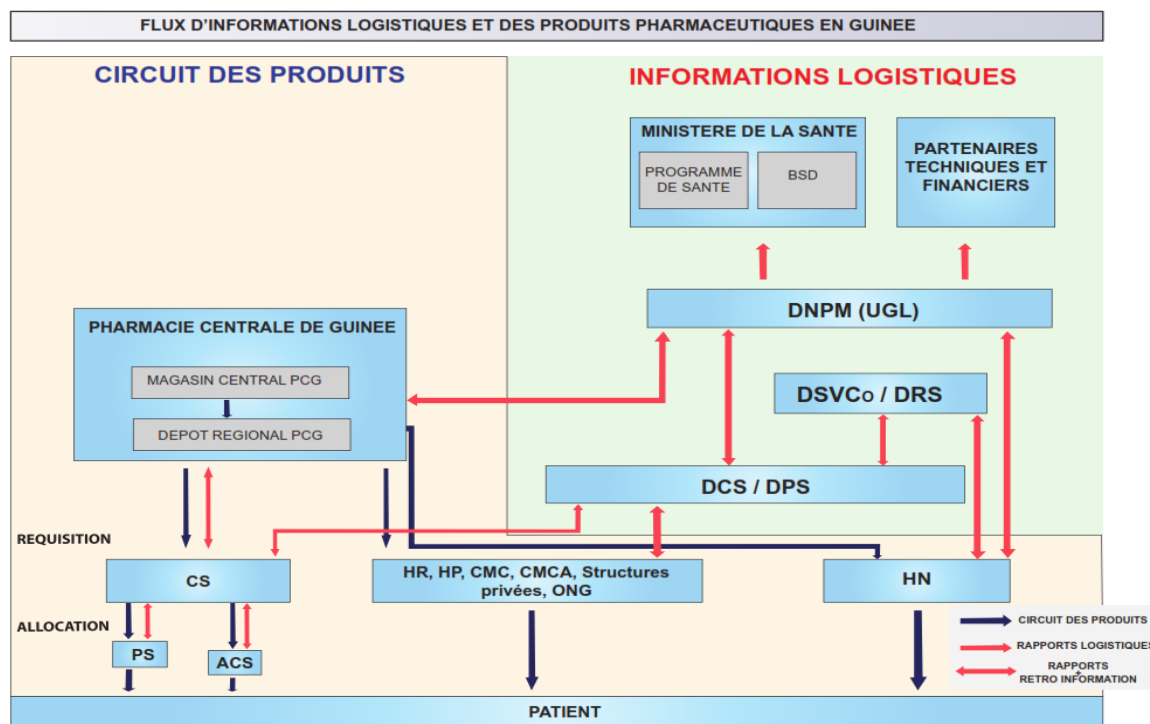 FLUX D'INFORMATIONS LOGISTIQUES ET DES PRODUITS PHARMACEUTIQUES EN GUINEE
CIRCUIT DES PRODUITS
INFORMATIONS LOGISTIQUES
MINISTERE DE LA SANTE
PROGRAMME
DE SANTE
BSD
PARTENAIRES
TECHNIQUES ET
FINANCIERS
DNPM (UGL)
PHARMACIE CENTRALE DE GUINEE
MAGASIN CENTRAL PCG
DEPOT REGIONAL PCG
DSVCO / DRS
DCS / DPS
REQUISITION
CS
HR, HP, CMC, CMCA, Structures
privées, ONG
HN
ALLOCATION
PS
ACS
CIRCUIT DES PRODUITS
RAPPORTS LOGISTIQUES
RAPPORTS
+
RETRO INFORMATION
PATIENT